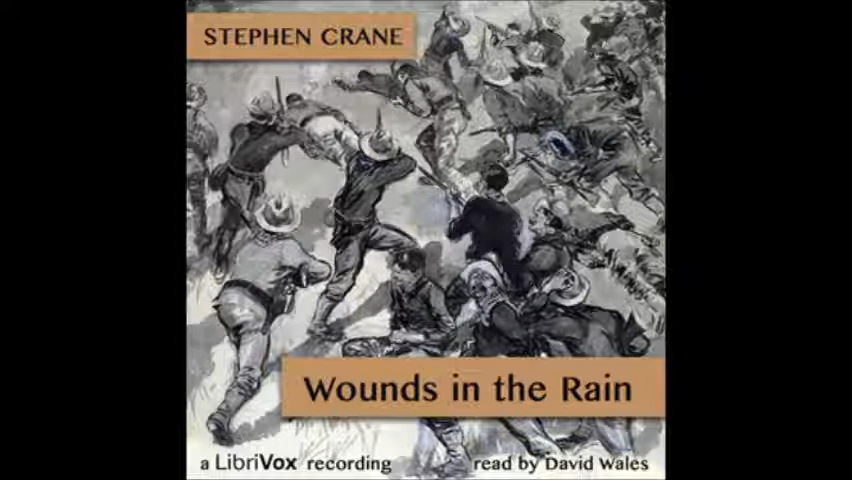 STEPHEN CRANE
Wounds in the Rain
a LibriVox recording read by David Wales